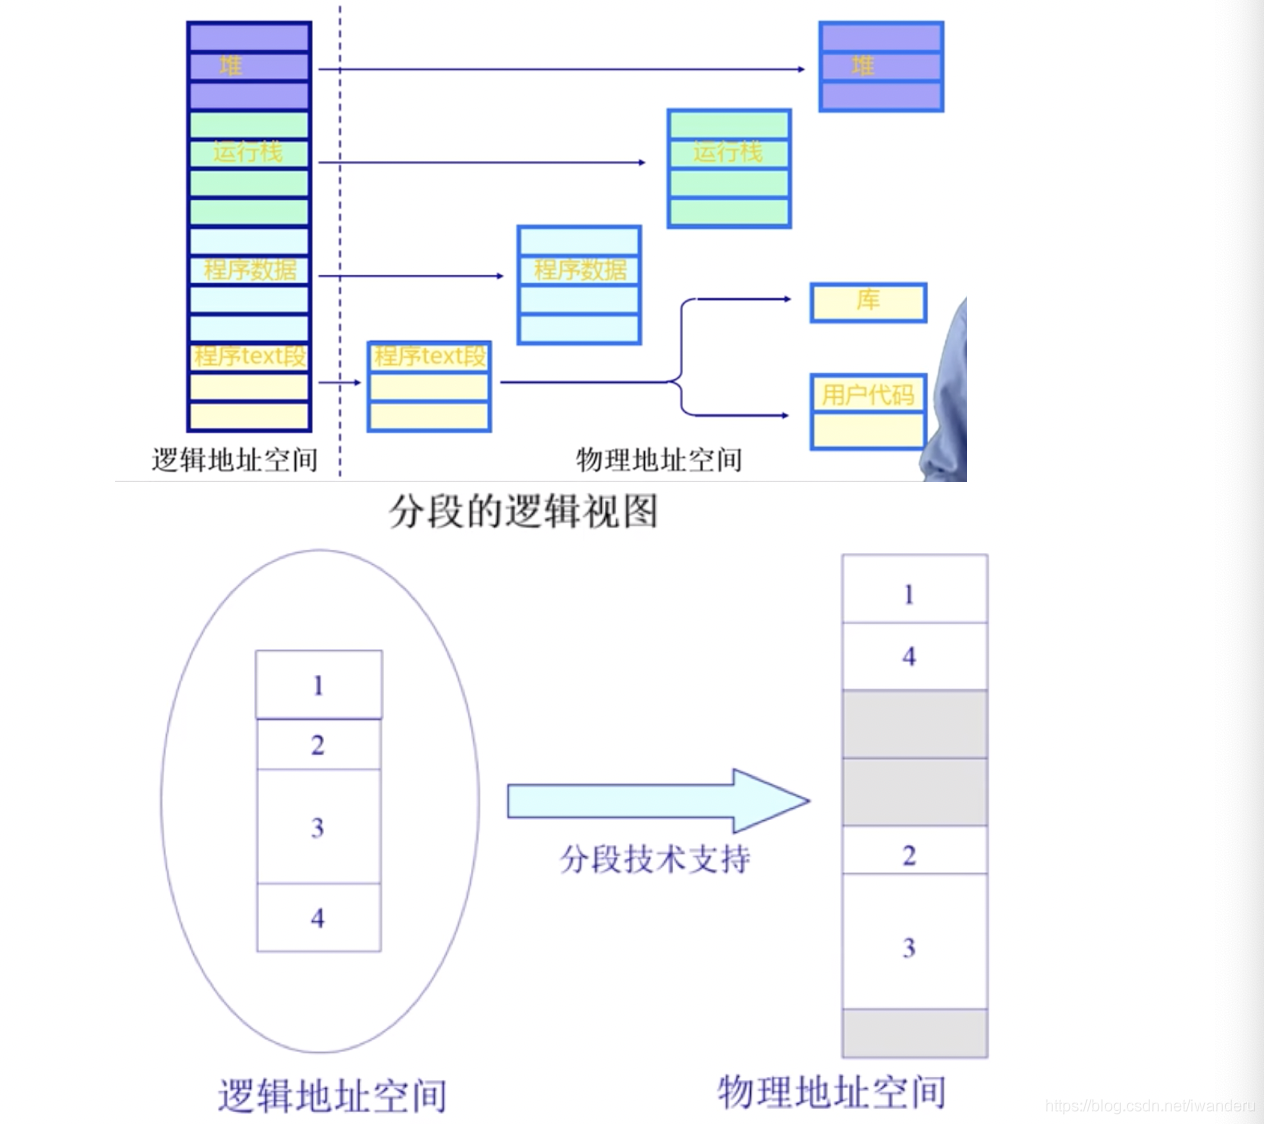 堆
堆
运行栈
运行栈
程序数据
程序数据
库
程序text段
程序text段
用户代码
逻辑地址空间
物理地址空间
分段的逻辑视图
1
2
3
4
分段技术支持
1
4
2
3
逻辑地址空间
物理地址空间
https://blog.csdn.net/iwanderu